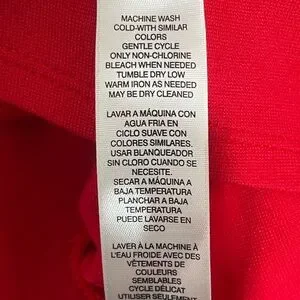 MACHINE WASH
COLD-WITH SIMILAR
COLORS
GENTLE CYCLE
ONLY NON-CHLORINE
BLEACH WHEN NEEDED
TUMBLE DRY LOW
WARM IRON AS NEEDED
MAY BE DRY CLEANED
LAVAR A MÁQUINA CON
AGUA FRIA EN
CICLO SUAVE CON
COLORES SIMILARES.
USAR BLANQUEADOR
SIN CLORO CUANDO SE
NECESITE.
SECAR A MÁQUINA A
BAJA TEMPERATURA
PLANCHAR A BAJA
TEMPERATURA
PUEDE LAVARSE EN
SECO
LAVER À LA MACHINE À
L'EAU FROIDE AVEC DES
VÊTEMENTS DE
COULEURS
SEMBLABLES
CYCLE DÉLICAT
UTILISER SEULEMENT